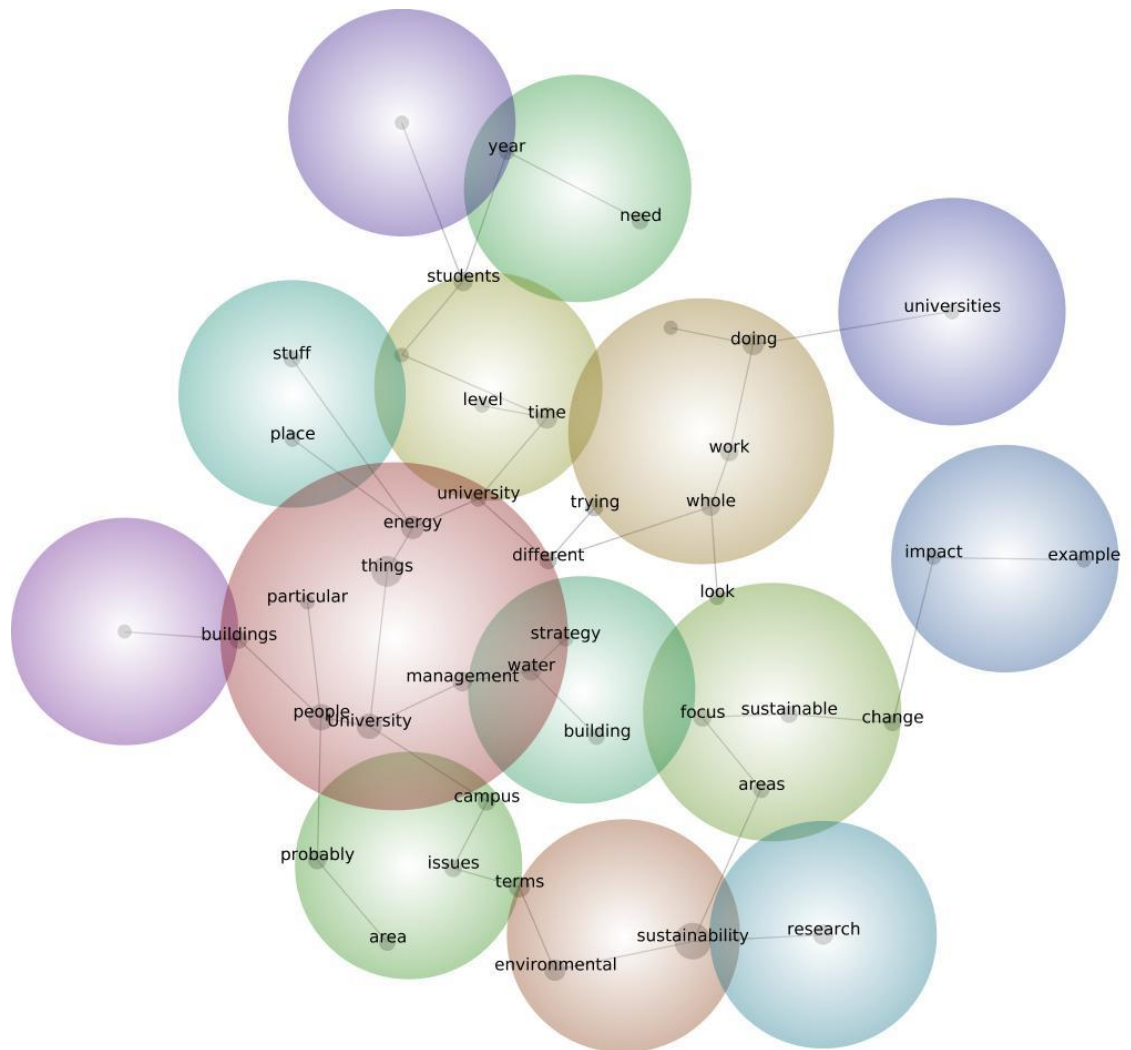 year
need
students
universities
doing
stuff
level
time
place
work
university
trying
whole
energy
different
impact
example
things
look
particular
buildings
strategy
water
management
people
University
focus
sustainable
change
building
areas
campus
probably
issues
terms
area
sustainability
research
environmental